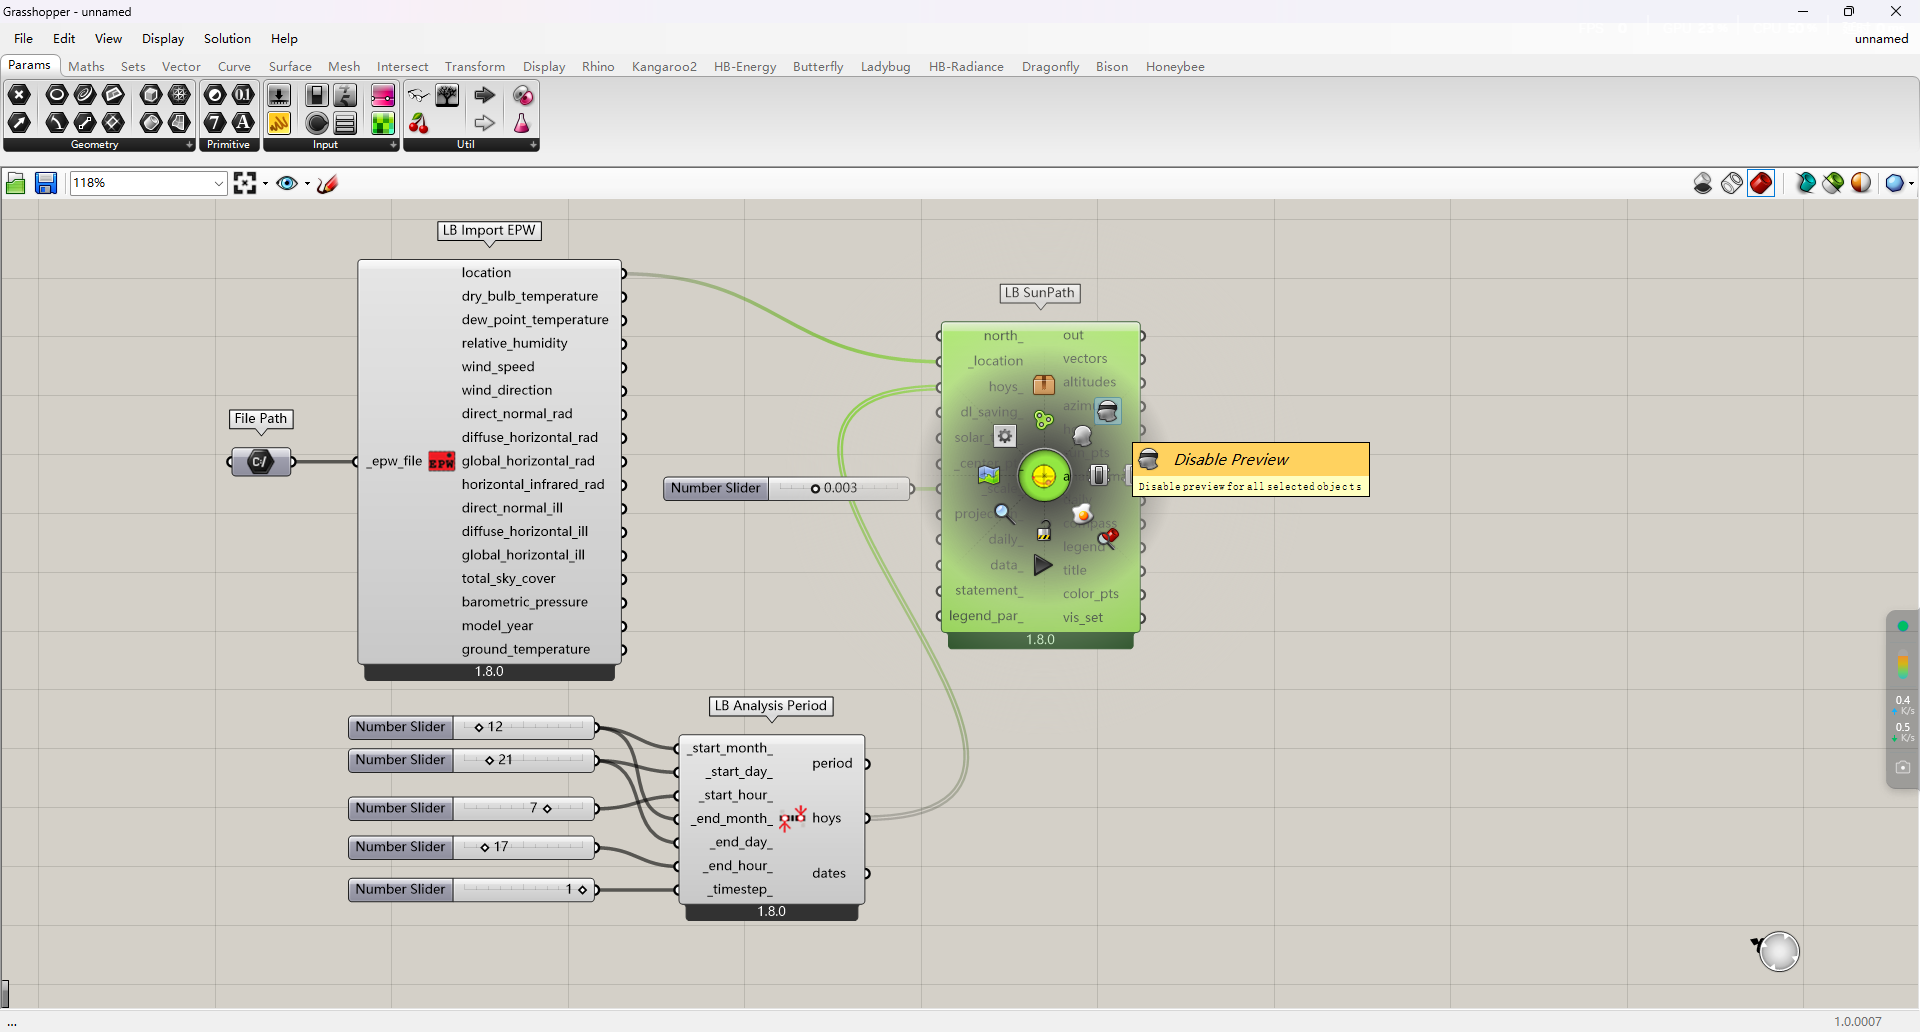 Grasshopper - unnamed
File Edit View Display Solution Help
unnamed
Params Maths Sets Vector Curve Surface Mesh Intersect Transform Display Rhino Kangaroo2 HB-Energy Butterfly Ladybug HB-Radiance Dragonfly Bison Honeybee
Geometry Primitive Input Util
118%
LB Import EPW
location
dry_bulb_temperature
dew_point_temperature
relative_humidity
wind_speed
wind_direction
direct_normal_rad
diffuse_horizontal_rad
_epw_file EPW global_horizontal_rad
horizontal_infrared_rad
direct_normal_ill
diffuse_horizontal_ill
global_horizontal_ill
total_sky_cover
barometric_pressure
model_year
ground_temperature
1.8.0
File Path
C:/
Number Slider 0.003
LB SunPath
north_ out
_location vectors
hoys_ altitudes
dl_saving_ azim
solar_
_cente
projec
daily_ compass
legend
data_ title
statement_ color_pts
legend_par_ vis_set
1.8.0
Disable Preview
Disable preview for all selected objects
Number Slider 12
Number Slider 21
Number Slider 7
Number Slider 17
Number Slider 1
LB Analysis Period
_start_month_
_start_day_ period
_start_hour_
_end_month_ hoys
_end_day_
_end_hour_ dates
_timestep_
1.8.0
0.4
K/s
0.5
K/s
...
1.0.0007